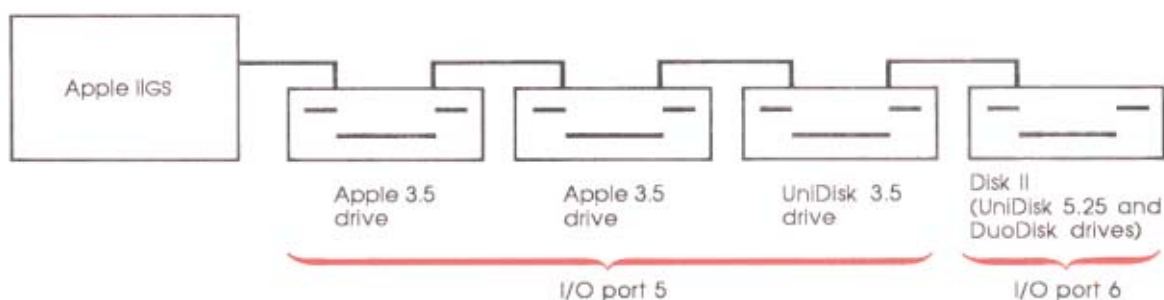 Apple IIGS
Apple 3.5
drive
Apple 3.5
drive
UniDisk 3.5
drive
Disk II
(UniDisk 5.25 and
DuoDisk drives)
I/O port 5
I/O port 6